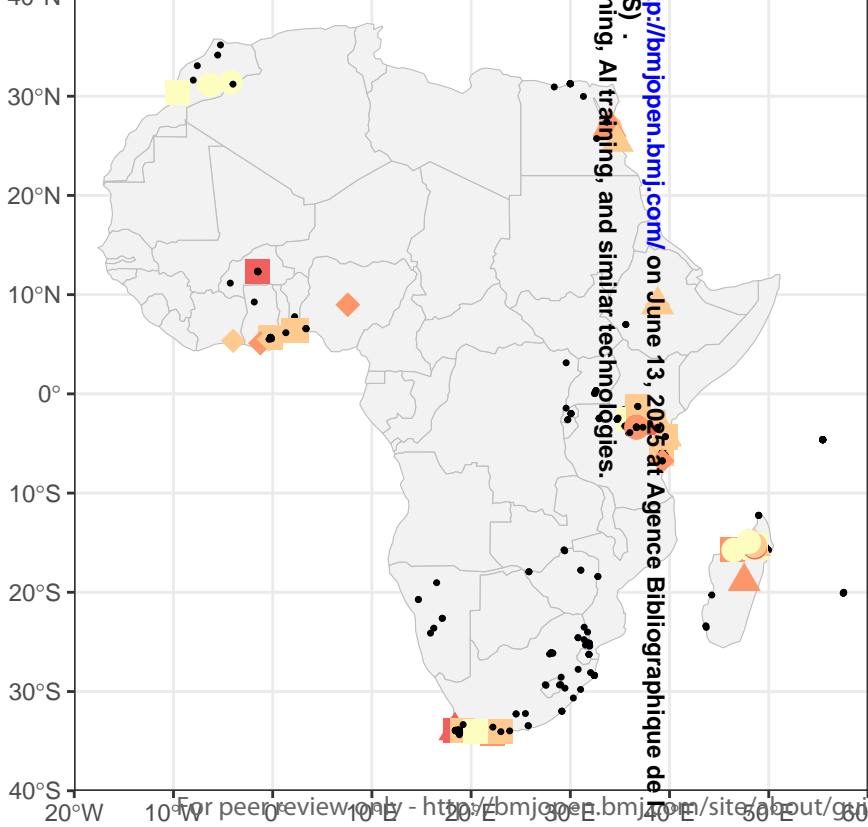 40°N
30°N
20°N
10°N
0°
10°S
20°S
30°S
40°S
20°W
10°W
0°
10°E
20°E
30°E
40°E
50°E
For peer review only - http://bmjopen.bmj.com/site/about/gui
p://bmjopen.bmj.com/ on June 13, 2025 at Agence Bibliographique de l
S) .
ning, AI training, and similar technologies.